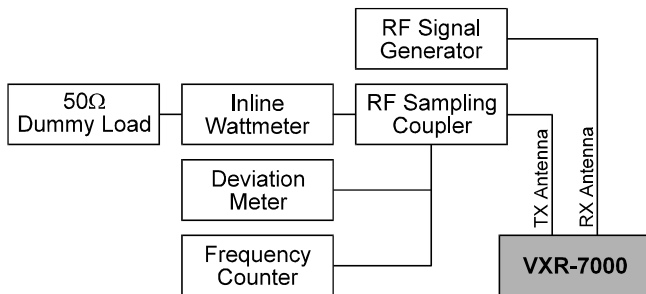 RF Signal
Generator
50Ω
Dummy Load
Inline
Wattmeter
RF Sampling
Coupler
Deviation
Meter
Frequency
Counter
TX Antenna
RX Antenna
VXR-7000